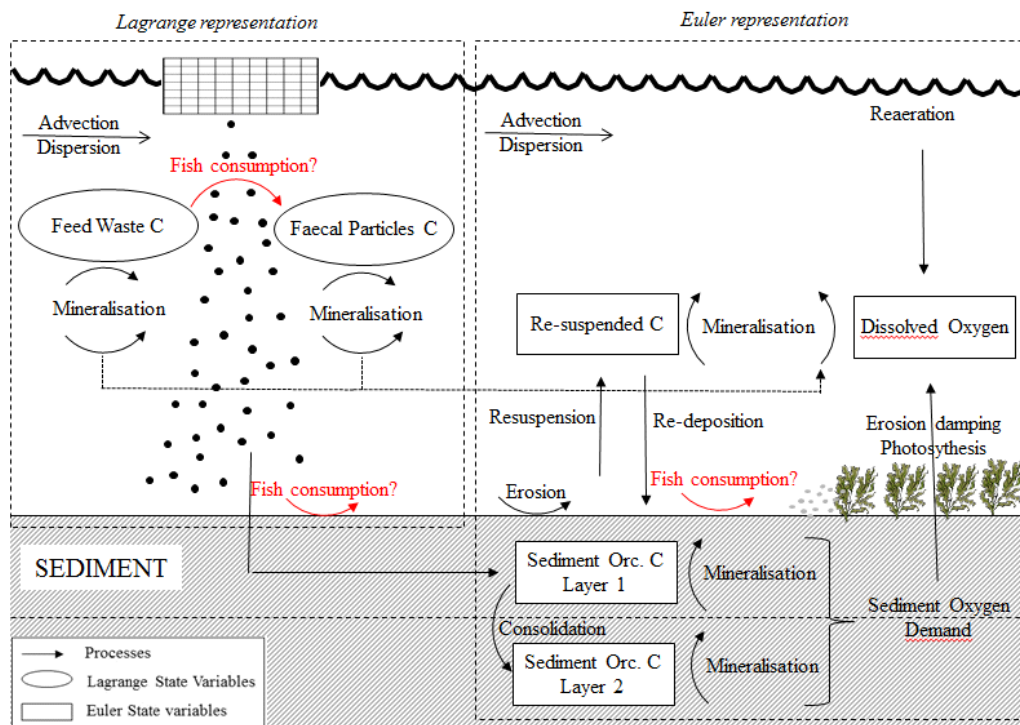 Lagrange representation
Euler representation
Advection
Dispersion
Fish consumption?
Feed Waste C
Faecal Particles C
Mineralisation
Mineralisation
Fish consumption?
Advection
Dispersion
Reaeration
Re-suspended C
Mineralisation
Dissolved Oxygen
Resuspension
Re-deposition
Erosion damping
Photosythesis
Erosion
Fish consumption?
SEDIMENT
Sediment Orc. C
Layer 1
Mineralisation
Consolidation
Sediment Orc. C
Layer 2
Mineralisation
Sediment Oxygen
Demand
Processes
Lagrange State Variables
Euler State variables